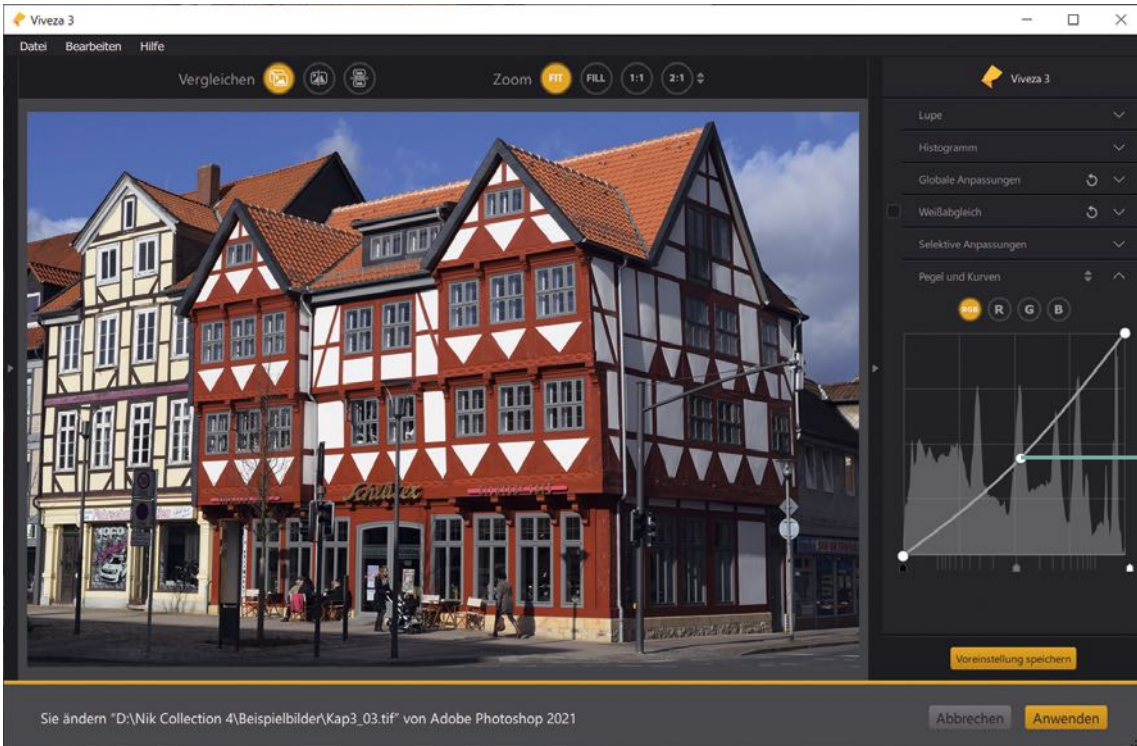 Viveza 3
Datei Bearbeiten Hilfe
Vergleichen
Zoom FIT FILL 1:1 2:1
Viveza 3
Lupe
Histogramm
Globale Anpassungen
Weißabgleich
Selektive Anpassungen
Pegel und Kurven
RGB R G B
Schiller
YOCO
Voreinstellung speichern
Sie ändern "D:\Nik Collection 4\Beispielbilder\Kap3_03.tif" von Adobe Photoshop 2021
Abbrechen Anwenden